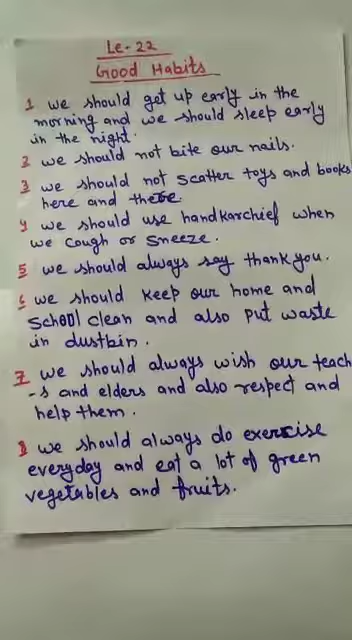 Le-22
Good Habits
1 we should get up early in the
morning and we should sleep early
in the night.
2 we should not bite our nails.
3 we should not scatter toys and books
here and there.
4 we should use handkarchief when
we cough or sneeze.
5 we should always say thank you.
6 we should keep our home and
school clean and also put waste
in dustbin.
7 we should always wish our teach
-s and elders and also respect and
help them.
8 we should always do exercise
everyday and eat a lot of green
vegetables and fruits.